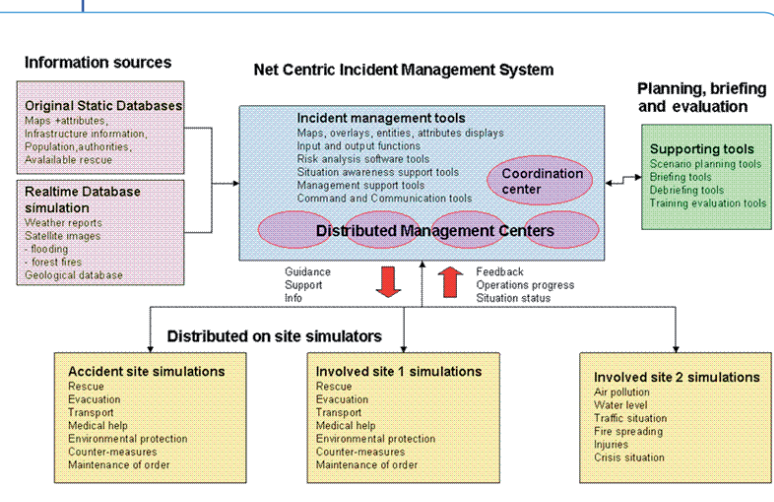 Information sources
Net Centric Incident Management System
Planning, briefing
and evaluation
Original Static Databases
Maps +attributes,
Infrastructure information,
Population,authorities,
Avalailable rescue
Realtime Database
simulation
Weather reports
Satellite images
- flooding
- forest fires
Geological database
Incident management tools
Maps, overlays, entities, attributes displays
Input and output functions
Risk analysis software tools
Situation awareness support tools
Management support tools
Command and Communication tools
Coordination
center
Distributed Management Centers
Supporting tools
Scenario planning tools
Briefing tools
Debriefing tools
Training evaluation tools
Guidance
Support
Info
Feedback
Operations progress
Situation status
Distributed on site simulators
Accident site simulations
Rescue
Evacuation
Transport
Medical help
Environmental protection
Counter-measures
Maintenance of order
Involved site 1 simulations
Rescue
Evacuation
Transport
Medical help
Environmental protection
Counter-measures
Maintenance of order
Involved site 2 simulations
Air pollution
Water level
Traffic situation
Fire spreading
Injuries
Crisis situation